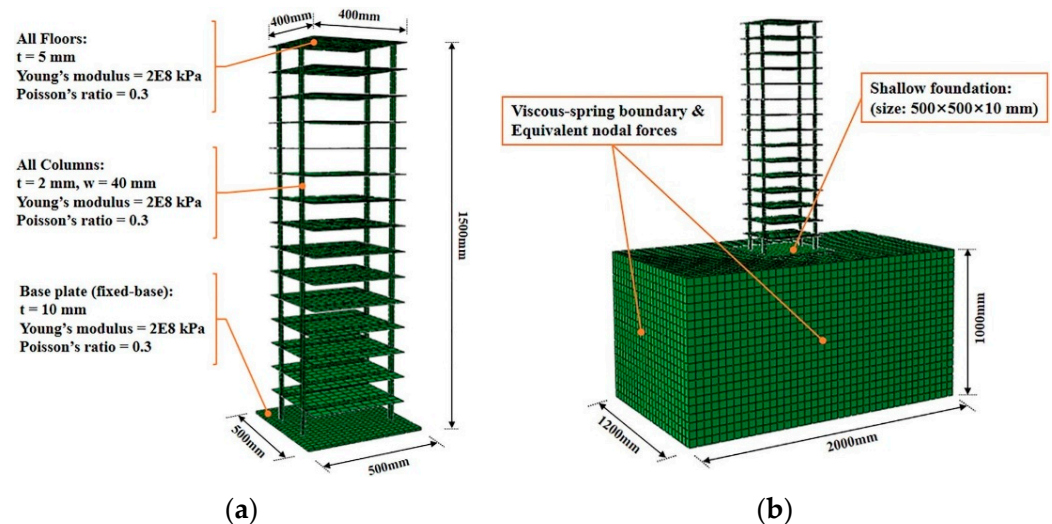 All Floors:
t = 5 mm
Young's modulus = 2E8 kPa
Poisson's ratio = 0.3
All Columns:
t = 2 mm, w = 40 mm
Young's modulus = 2E8 kPa
Poisson's ratio = 0.3
Base plate (fixed-base):
t = 10 mm
Young's modulus = 2E8 kPa
Poisson's ratio = 0.3
400mm
400mm
1500mm
500mm
500mm
(a)
Viscous-spring boundary &
Equivalent nodal forces
Shallow foundation:
(size: 500×500×10 mm)
1000mm
1200mm
2000mm
(b)